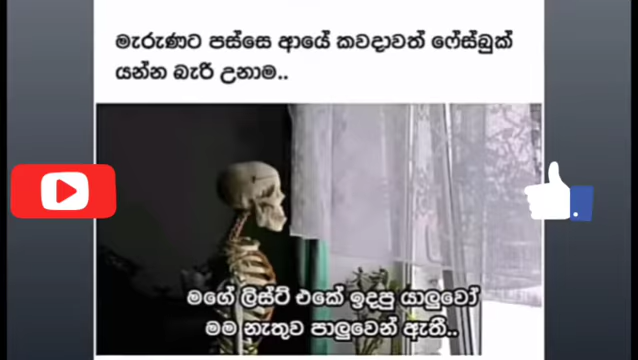 මැරුණට පස්සෙ ආයේ කවදාවත් ෆේස්බුක්
යන්න බැරි උනාම..
මගේ ලිස්ට් එකේ ඉදපු යාලුවෝ
මම නැතුව පාලුවෙන් ඇතී..